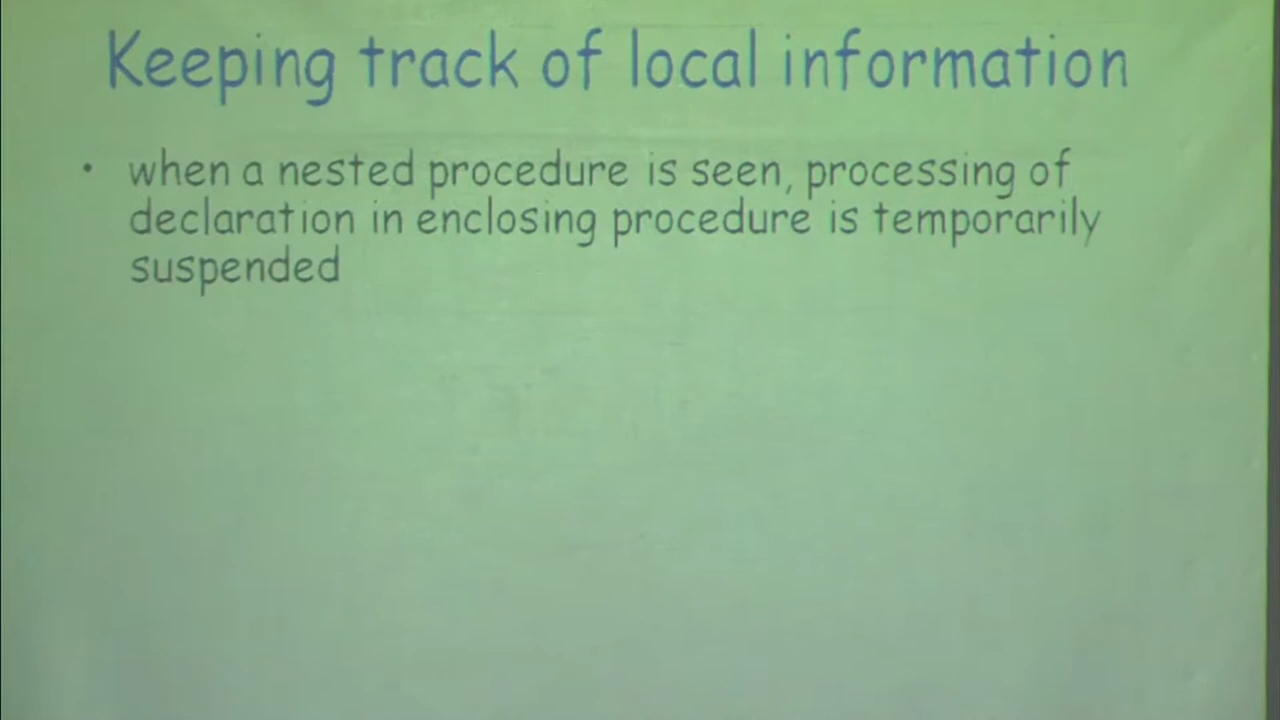 Keeping track of local information
• when a nested procedure is seen, processing of
declaration in enclosing procedure is temporarily
suspended